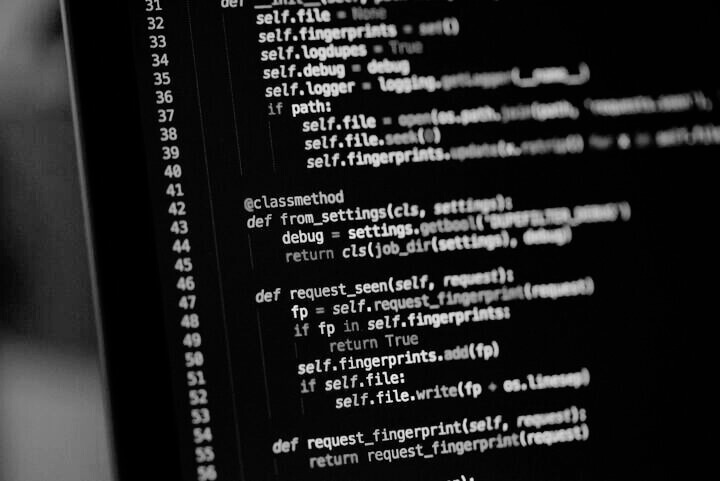 31 def __init__(self,
32 self.file = None
33 self.fingerprints = set()
34 self.logdupes = True
35 self.debug = debug
36 self.logger = logging.getLogger(__name__)
37 if path:
38 self.file = open(os.path.join(path, 'requests.seen'),
39 self.file.seek(0)
40 self.fingerprints.update(x.rstrip() for x in self.file
41
42 @classmethod
43 def from_settings(cls, settings):
44 debug = settings.getbool('DUPEFILTER_DEBUG')
45 return cls(job_dir(settings), debug)
46
47 def request_seen(self, request):
48 fp = self.request_fingerprint(request)
49 if fp in self.fingerprints:
50 return True
51 self.fingerprints.add(fp)
52 if self.file:
53 self.file.write(fp + os.linesep)
54
55 def request_fingerprint(self, request):
56 return request_fingerprint(request)